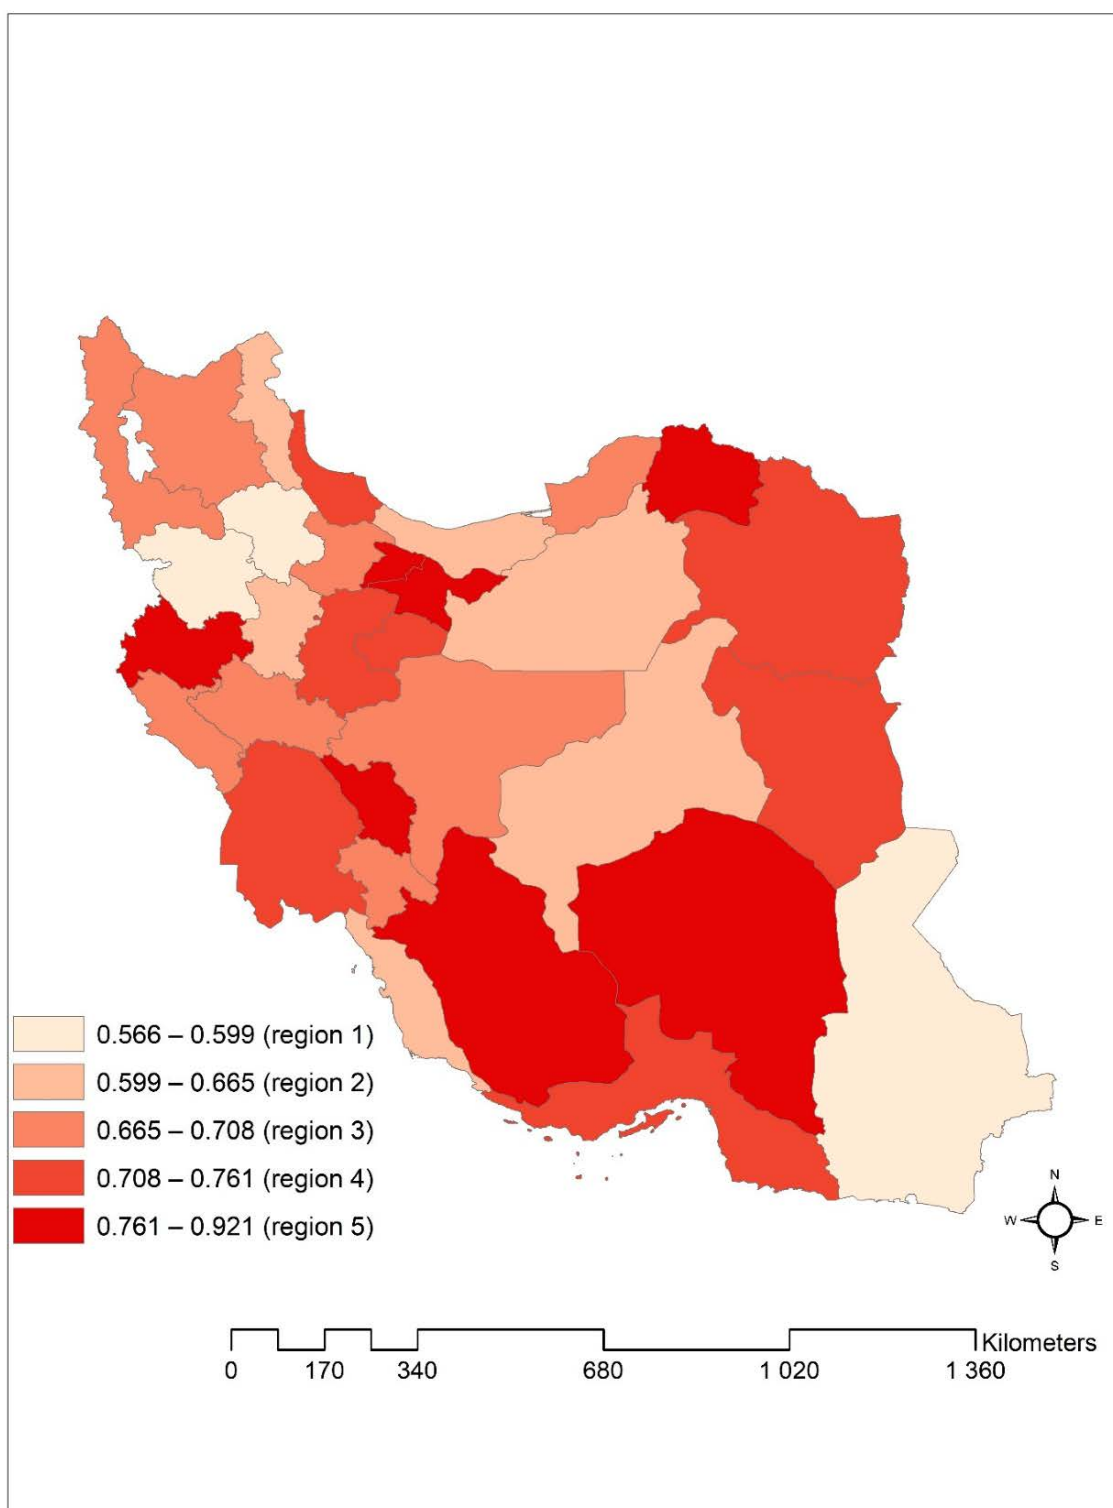 0.566 – 0.599 (region 1)
0.599 – 0.665 (region 2)
0.665 – 0.708 (region 3)
0.708 – 0.761 (region 4)
0.761 – 0.921 (region 5)
N
W E
S
Kilometers
0 170 340 680 1 020 1 360